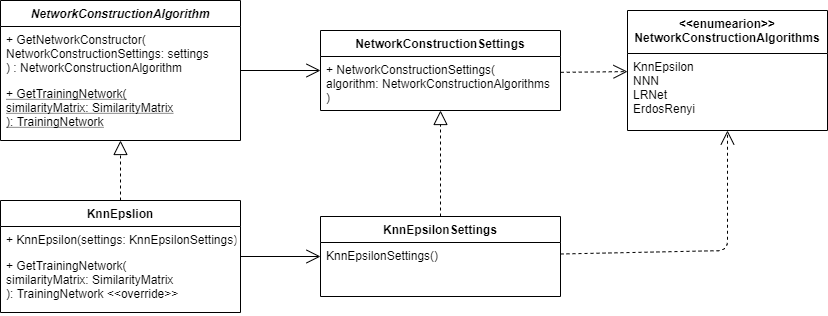 NetworkConstructionAlgorithm
+ GetNetworkConstructor(
NetworkConstructionSettings: settings
) : NetworkConstructionAlgorithm
+ GetTrainingNetwork(
similarityMatrix: SimilarityMatrix
): TrainingNetwork
NetworkConstructionSettings
+ NetworkConstructionSettings(
algorithm: NetworkConstructionAlgorithms
)
<<enumearion>>
NetworkConstructionAlgorithms
KnnEpsilon
NNN
LRNet
ErdosRenyi
KnnEpslion
+ KnnEpsilon(settings: KnnEpsilonSettings)
+ GetTrainingNetwork(
similarityMatrix: SimilarityMatrix
): TrainingNetwork <<override>>
KnnEpsilonSettings
KnnEpsilonSettings()